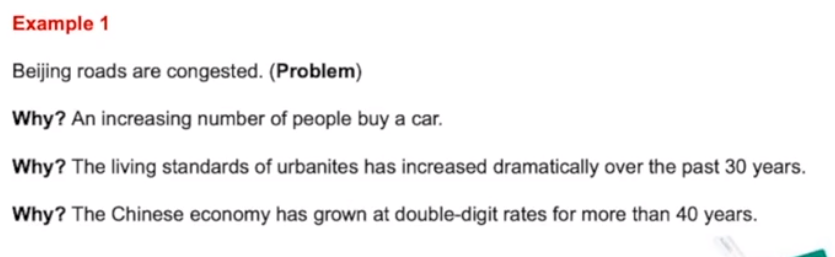 Example 1
Beijing roads are congested. (Problem)
Why? An increasing number of people buy a car.
Why? The living standards of urbanites has increased dramatically over the past 30 years.
Why? The Chinese economy has grown at double-digit rates for more than 40 years.